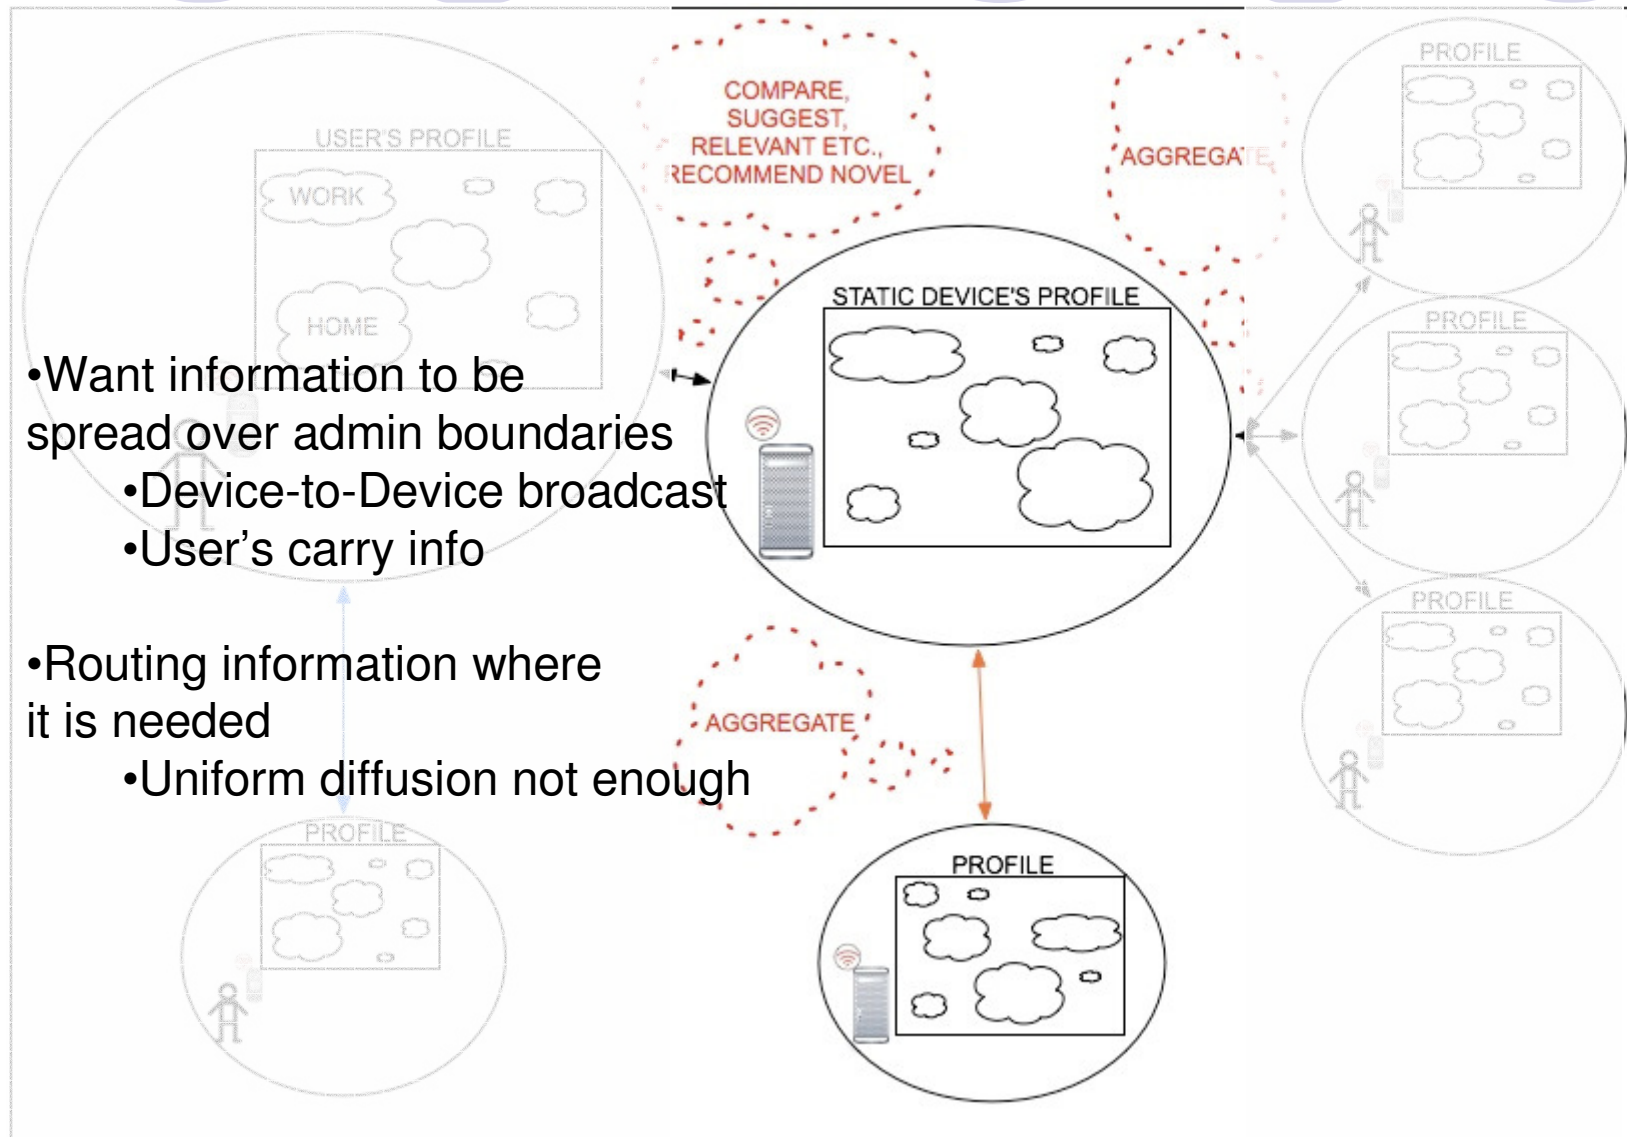 COMPARE,
SUGGEST,
RELEVANT ETC.,
RECOMMEND NOVEL
AGGREGATE
PROFILE
USER'S PROFILE
WORK
HOME
STATIC DEVICE'S PROFILE
PROFILE
•Want information to be
spread over admin boundaries
•Device-to-Device broadcast
•User’s carry info
PROFILE
•Routing information where
it is needed
•Uniform diffusion not enough
AGGREGATE
PROFILE
PROFILE